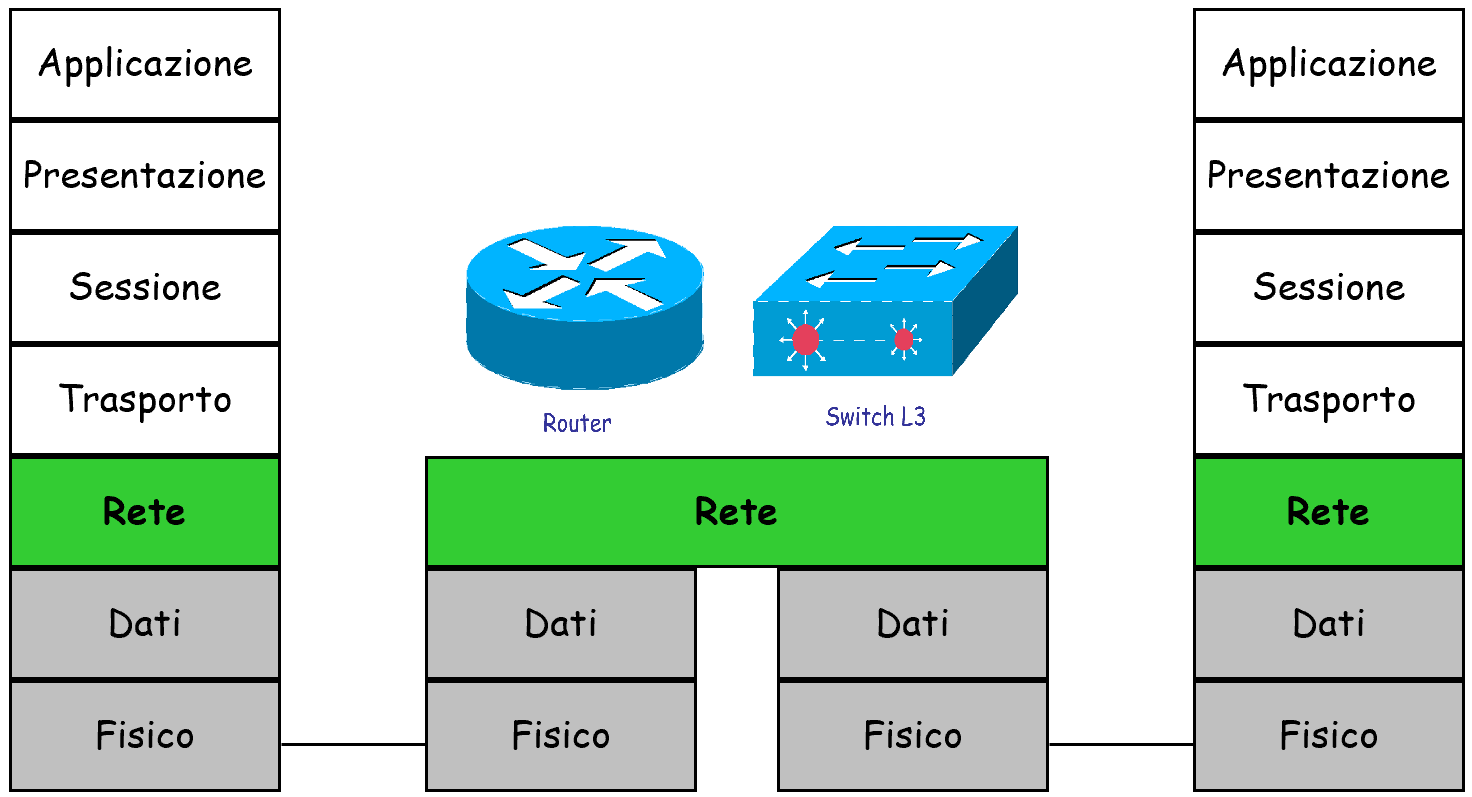 Applicazione
Presentazione
Sessione
Trasporto
Rete
Dati
Fisico
Router
Switch L3
Rete
Dati
Dati
Fisico
Fisico
Applicazione
Presentazione
Sessione
Trasporto
Rete
Dati
Fisico